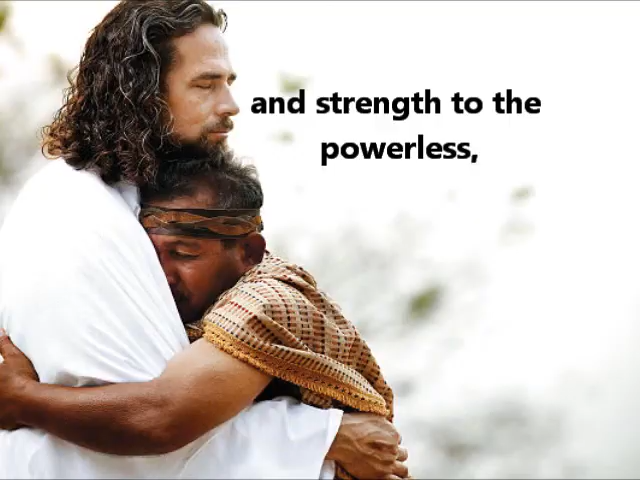 and strength to the
powerless,